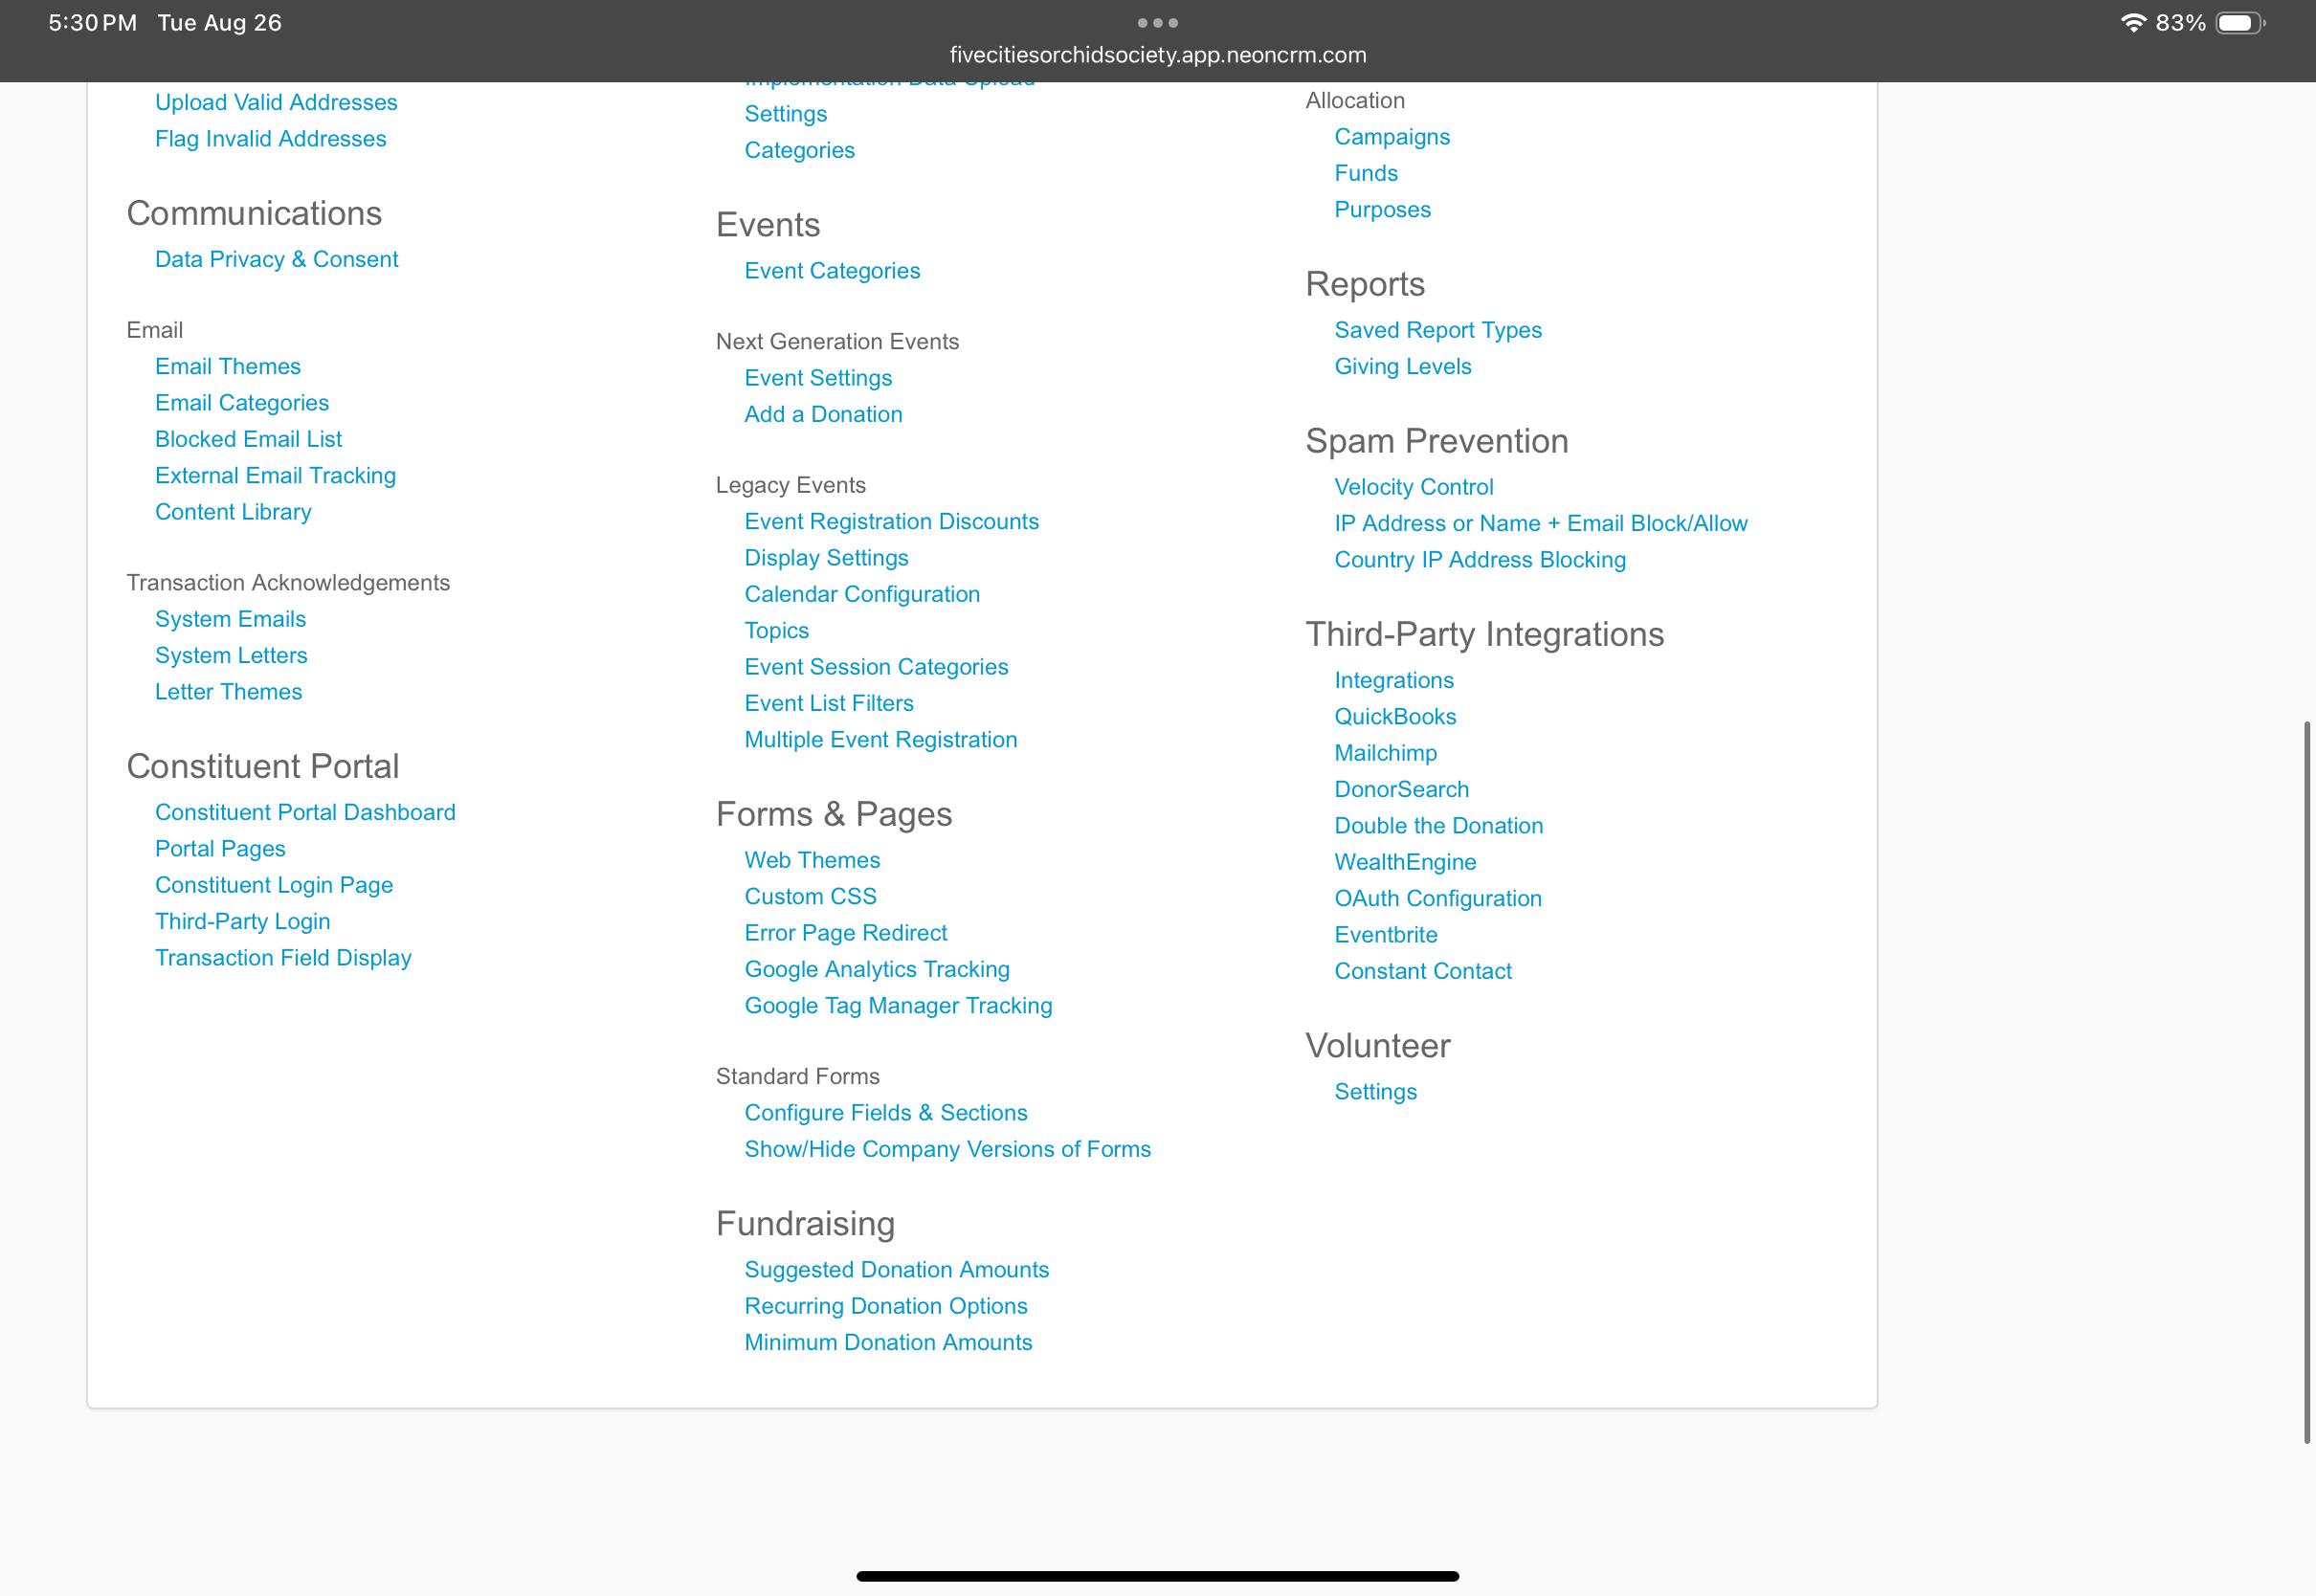 5:30 PM Tue Aug 26
83%
fivecitiesorchidsociety.app.neoncrm.com
Upload Valid Addresses
Flag Invalid Addresses
Communications
Data Privacy & Consent
Email
Email Themes
Email Categories
Blocked Email List
External Email Tracking
Content Library
Transaction Acknowledgements
System Emails
System Letters
Letter Themes
Constituent Portal
Constituent Portal Dashboard
Portal Pages
Constituent Login Page
Third-Party Login
Transaction Field Display
Implementation Data Upload
Settings
Categories
Events
Event Categories
Next Generation Events
Event Settings
Add a Donation
Legacy Events
Event Registration Discounts
Display Settings
Calendar Configuration
Topics
Event Session Categories
Event List Filters
Multiple Event Registration
Forms & Pages
Web Themes
Custom CSS
Error Page Redirect
Google Analytics Tracking
Google Tag Manager Tracking
Standard Forms
Configure Fields & Sections
Show/Hide Company Versions of Forms
Fundraising
Suggested Donation Amounts
Recurring Donation Options
Minimum Donation Amounts
Allocation
Campaigns
Funds
Purposes
Reports
Saved Report Types
Giving Levels
Spam Prevention
Velocity Control
IP Address or Name + Email Block/Allow
Country IP Address Blocking
Third-Party Integrations
Integrations
QuickBooks
Mailchimp
DonorSearch
Double the Donation
WealthEngine
OAuth Configuration
Eventbrite
Constant Contact
Volunteer
Settings